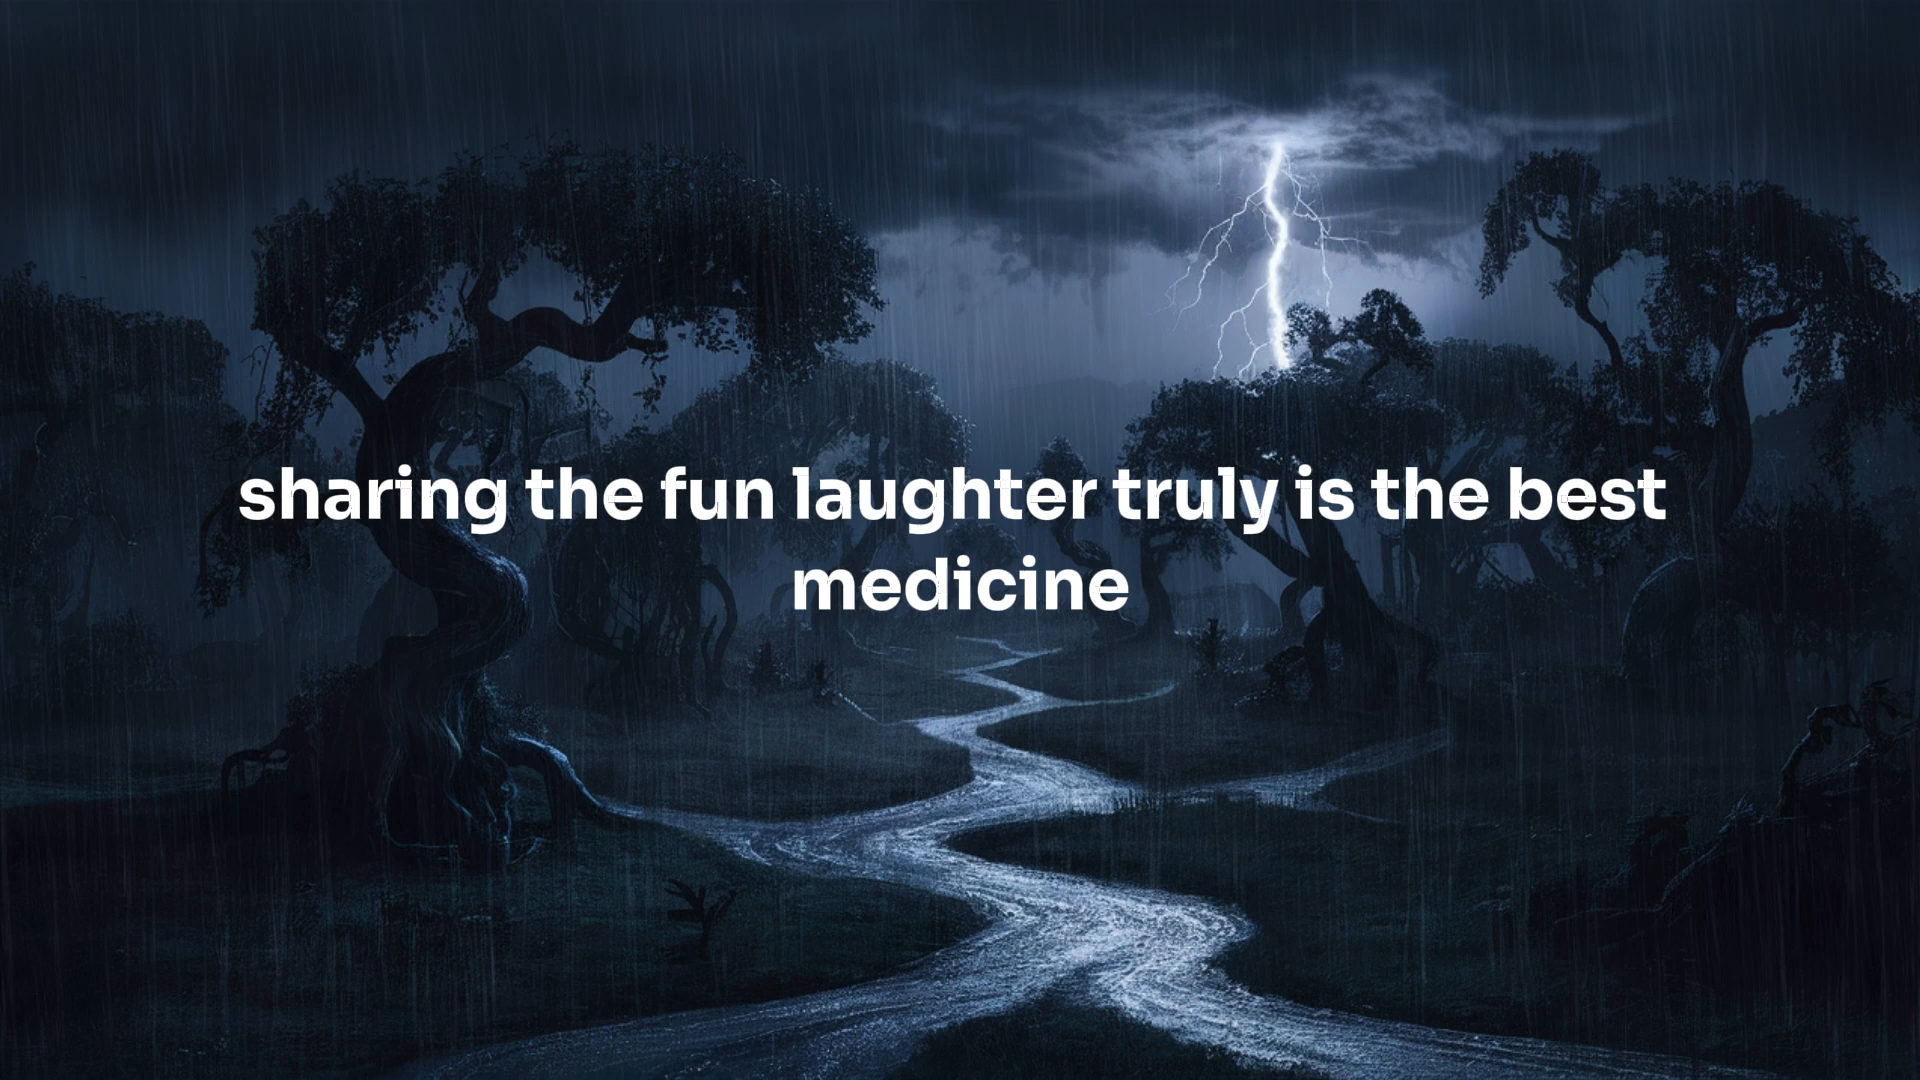 sharing the fun laughter truly is the best
medicine